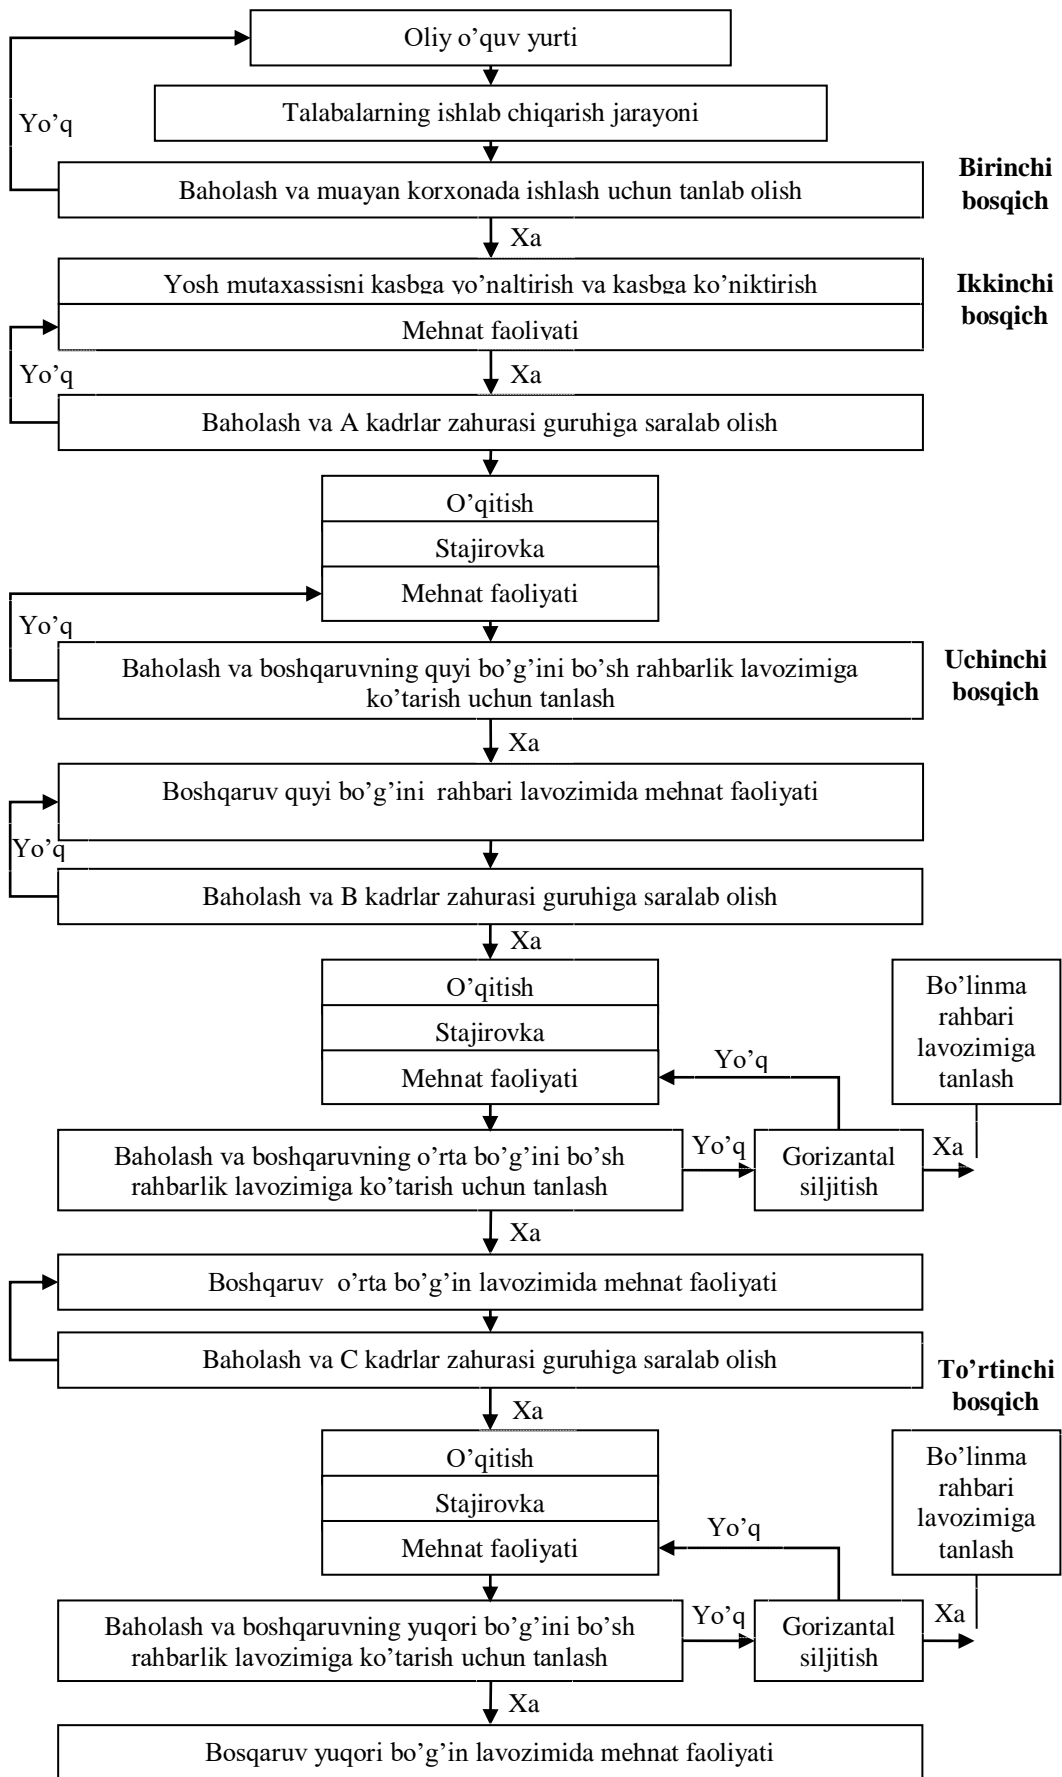 Oliy o’quv yurti
Talabalarning ishlab chiqarish jarayoni
Yo’q
Baholash va muayan korxonada ishlash uchun tanlab olish
Birinchi
bosqich
Xa
Yosh mutaxassisni kasbga yo’naltirish va kasbga ko’niktirish
Ikkinchi
bosqich
Mehnat faoliyati
Yo’q
Xa
Baholash va A kadrlar zahurasi guruhiga saralab olish
O’qitish
Stajirovka
Mehnat faoliyati
Yo’q
Baholash va boshqaruvning quyi bo’g’ini bo’sh rahbarlik lavozimiga
ko’tarish uchun tanlash
Uchinchi
bosqich
Xa
Boshqaruv quyi bo’g’ini  rahbari lavozimida mehnat faoliyati
Yo’q
Baholash va B kadrlar zahurasi guruhiga saralab olish
Xa
O’qitish
Stajirovka
Mehnat faoliyati
Yo’q
Bo’linma
rahbari
lavozimiga
tanlash
Baholash va boshqaruvning o’rta bo’g’ini bo’sh
rahbarlik lavozimiga ko’tarish uchun tanlash
Yo’q
Gorizantal
siljitish
Xa
Xa
Boshqaruv  o’rta bo’g’in lavozimida mehnat faoliyati
Baholash va C kadrlar zahurasi guruhiga saralab olish
To’rtinchi
bosqich
Xa
O’qitish
Stajirovka
Mehnat faoliyati
Yo’q
Bo’linma
rahbari
lavozimiga
tanlash
Baholash va boshqaruvning yuqori bo’g’ini bo’sh
rahbarlik lavozimiga ko’tarish uchun tanlash
Yo’q
Gorizantal
siljitish
Xa
Xa
Bosqaruv yuqori bo’g’in lavozimida mehnat faoliyati